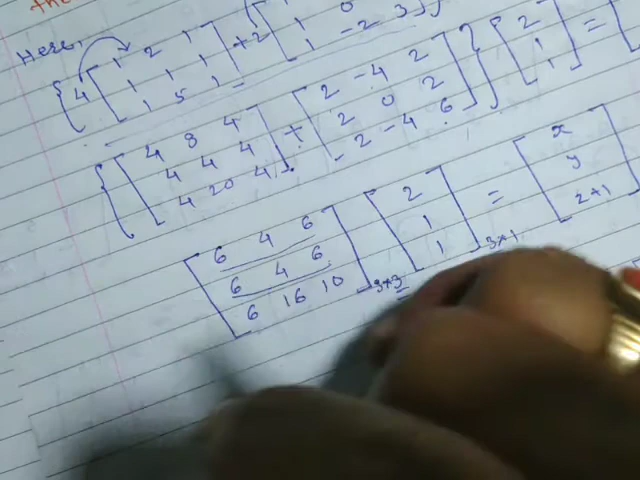 the
Here,
{ 4 [ 1 2 1 1 1 1 1 5 1 ] + 2 [ 1 0 1 -2 3 ] } [ 2 1 1 ] = [
{ [ 4 8 4 4 4 4 4 20 4 ] + [ 2 -4 2 2 0 2 -2 -4 6 ] }
[ 6 4 6 6 4 6 6 16 10 ] 3×3 [ 2 1 1 ] 3×1 = [ x y z+1 ]